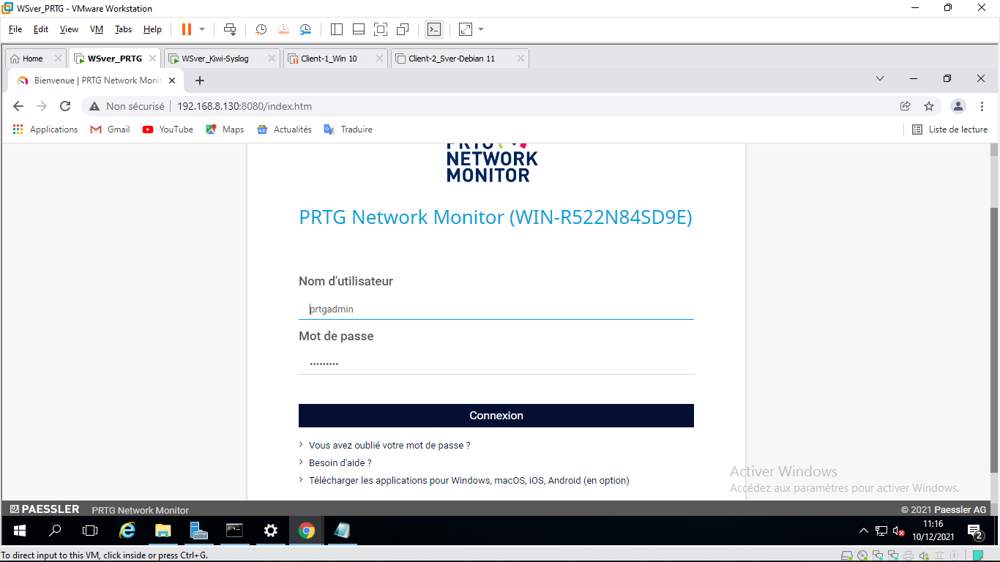 WSver_PRTG - VMware Workstation
File Edit View VM Tabs Help
Home WSver_PRTG WSver_Kiwi-Syslog Client-1_Win 10 Client-2_Sver-Debian 11
Bienvenue | PRTG Network Monit
Non sécurisé 192.168.8.130:8080/index.htm
Applications Gmail YouTube Maps Actualités Traduire Liste de lecture
PRTG
NETWORK
MONITOR
PRTG Network Monitor (WIN-R522N84SD9E)
Nom d'utilisateur
prtgadmin
Mot de passe
•••••••••
Connexion
Vous avez oublié votre mot de passe ?
Besoin d'aide ?
Télécharger les applications pour Windows, macOS, iOS, Android (en option)
Activer Windows
Accédez aux paramètres pour activer Windows.
PAESSLER PRTG Network Monitor © 2021 Paessler AG
11:16
10/12/2021
2
To direct input to this VM, click inside or press Ctrl+G.